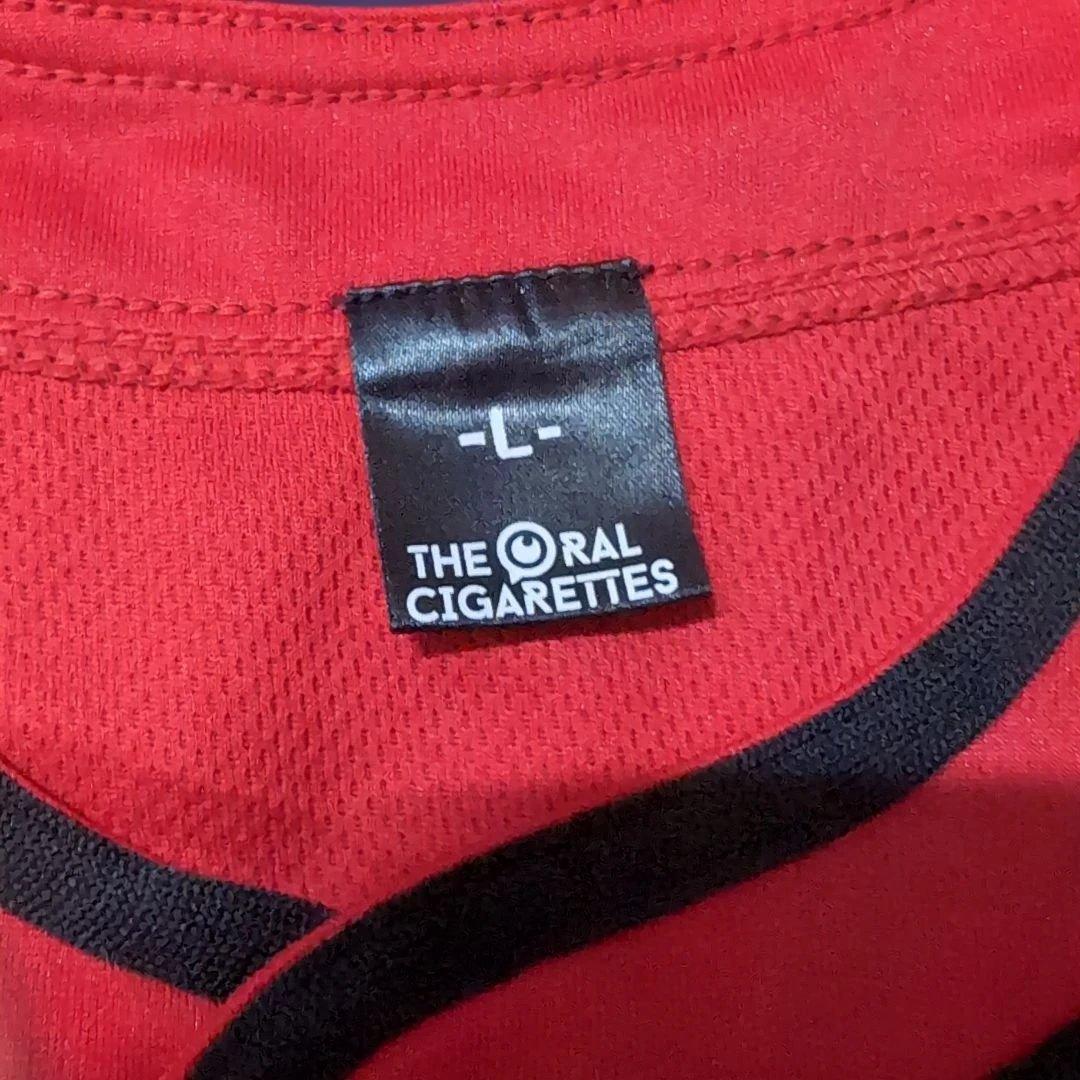 -L-
THE ORAL
CIGARETTES